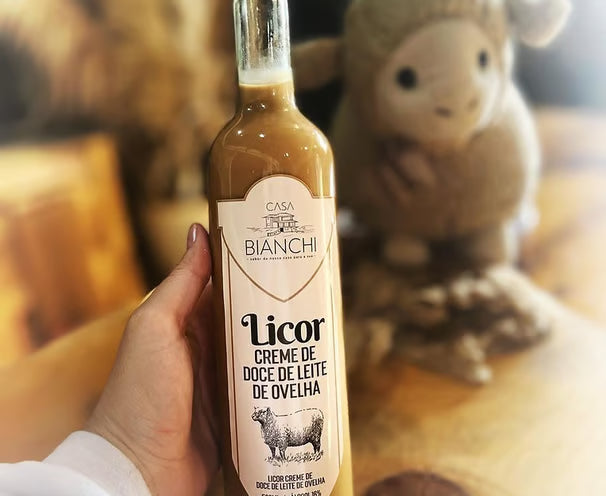 CASA
BIANCHI
Licor
CREME DE
DOCE DE LEITE
DE OVELHA
LICOR CREME DE
DOCE DE LEITE DE OVELHA